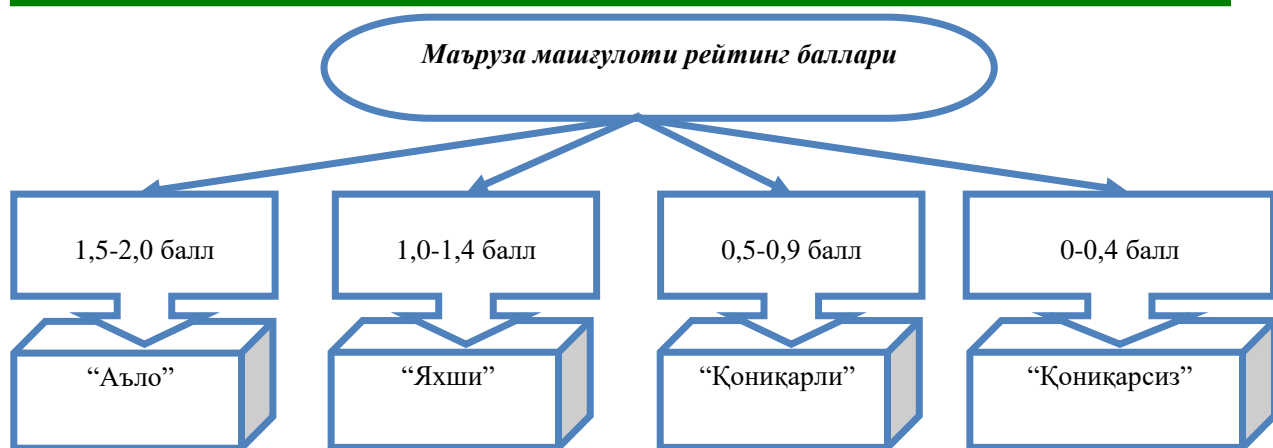 Маъруза машғулоти рейтинг баллари
1,5-2,0 балл
1,0-1,4 балл
0,5-0,9 балл
0-0,4 балл
“Аъло”
“Яхши”
“Қониқарли”
“Қониқарсиз”